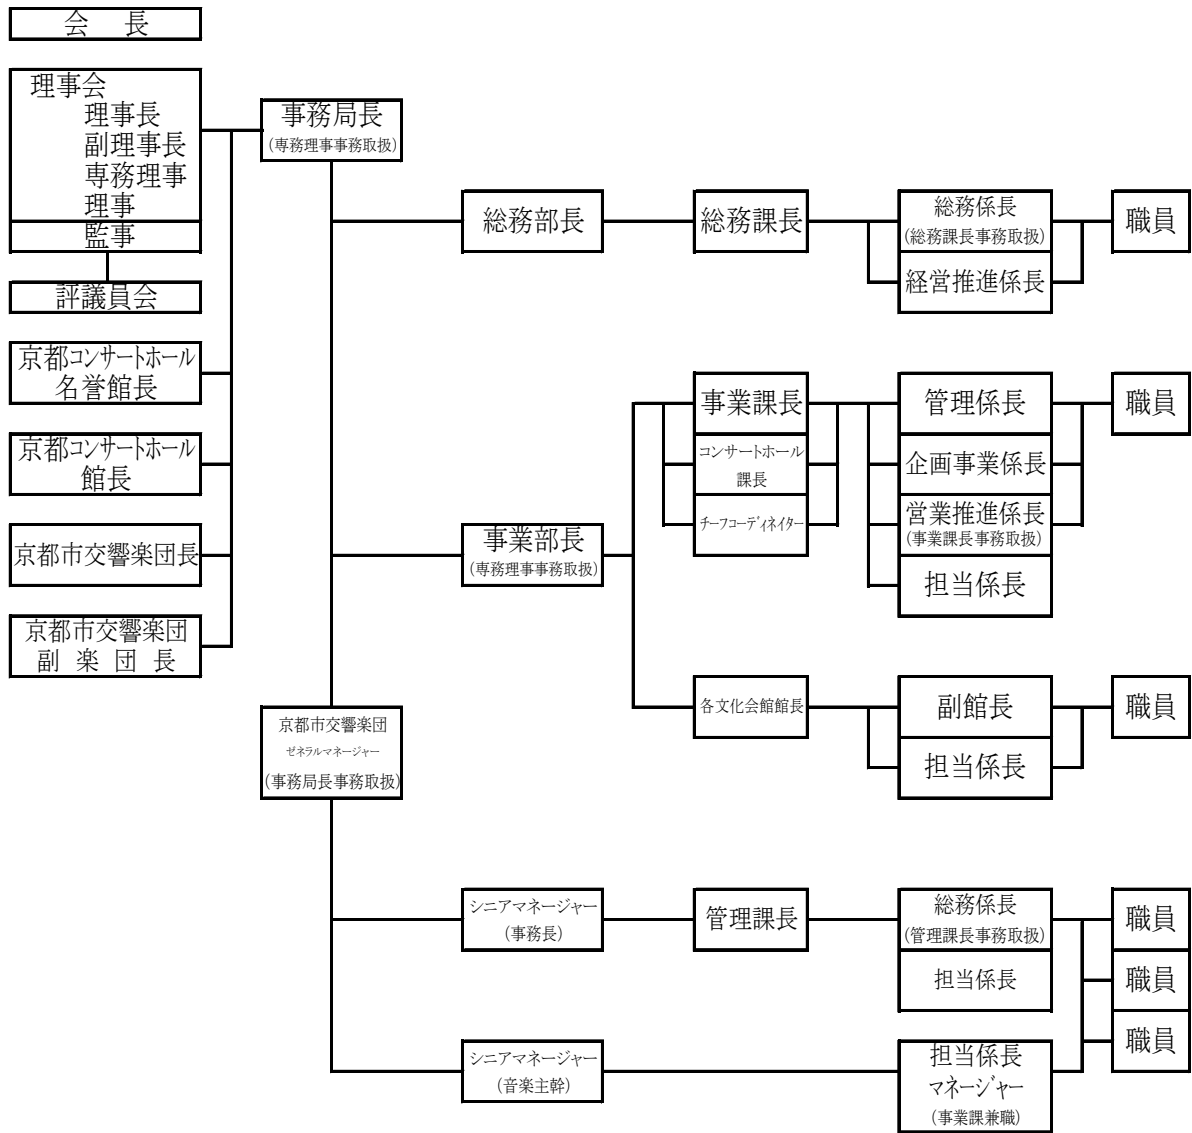 会 長
理事会
理事長
副理事長
専務理事
理事
監事
評議員会
京都コンサートホール
名誉館長
京都コンサートホール
館長
京都市交響楽団長
京都市交響楽団
副 楽 団 長
事務局長
(専務理事事務取扱)
京都市交響楽団
ゼネラルマネージャー
(事務局長事務取扱)
総務部長
総務課長
総務係長
(総務課長事務取扱)
経営推進係長
職員
事業部長
(専務理事事務取扱)
事業課長
コンサートホール
課長
チーフコーディネイター
管理係長
企画事業係長
営業推進係長
(事業課長事務取扱)
担当係長
職員
各文化会館館長
副館長
担当係長
職員
シニアマネージャー
(事務長)
管理課長
総務係長
(管理課長事務取扱)
担当係長
職員
職員
職員
シニアマネージャー
(音楽主幹)
担当係長
マネージャー
(事業課兼職)